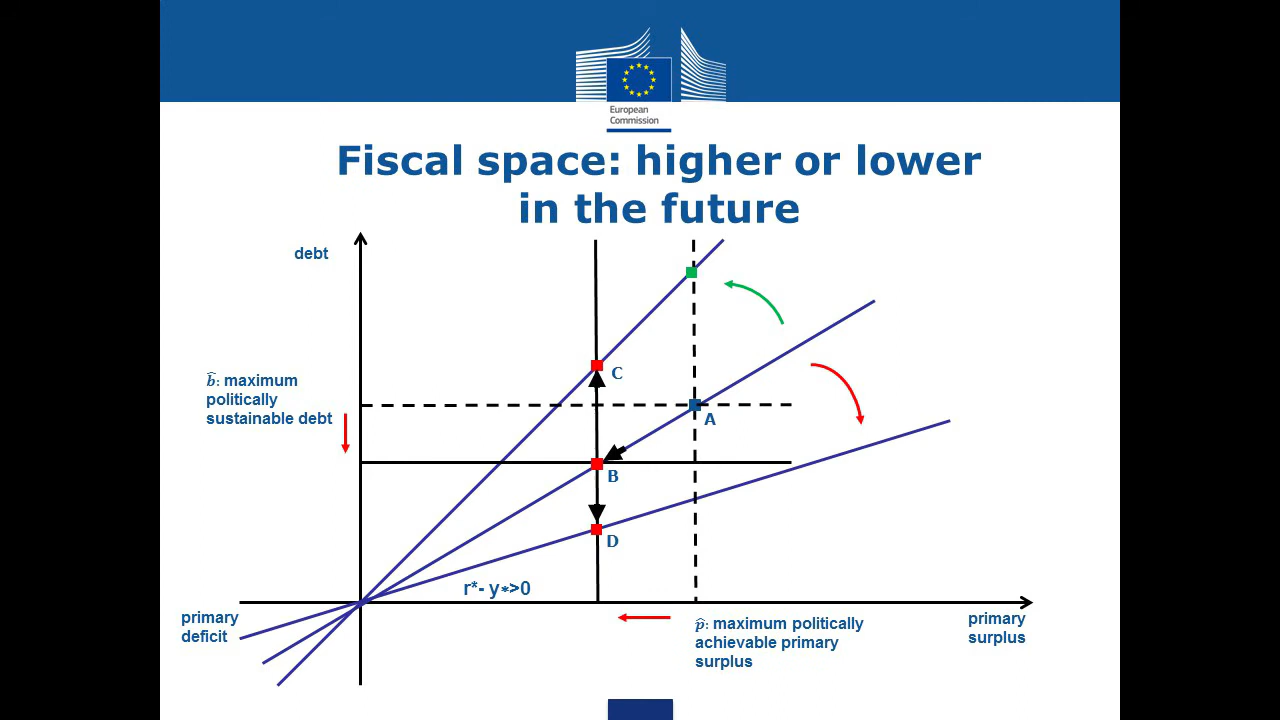 European
Commission
Fiscal space: higher or lower
in the future
debt
b̂: maximum
politically
sustainable debt
C
A
B
D
r*- y*>0
primary
deficit
p̂: maximum politically
achievable primary
surplus
primary
surplus